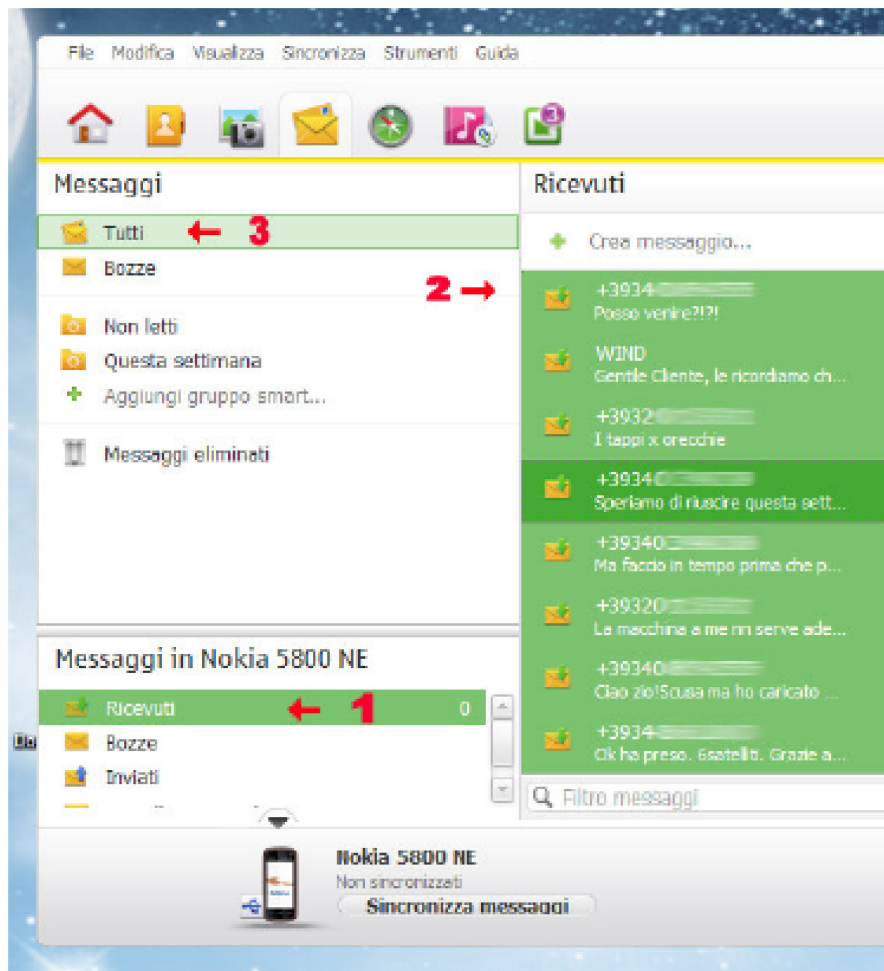 File Modifica Visualizza Sincronizza Strumenti Guida
3
Messaggi
Tutti ← 3
Bozze
Non letti
Questa settimana
Aggiungi gruppo smart...
Messaggi eliminati
Messaggi in Nokia 5800 NE
Ricevuti ← 1 0
Bozze
Inviati
Ricevuti
Crea messaggio...
2 →
+3934
Posso venire?!?!
WIND
Gentile Cliente, le ricordiamo ch...
+3932
I tappi x orecchie
+3934
Speriamo di riuscire questa sett...
+39340
Ma faccio in tempo prima che p...
+39320
La macchina a me nn serve ade...
+39340
Ciao zio!Scusa ma ho caricato ...
+3934
Ok ha preso. 6satelliti. Grazie a...
Filtro messaggi
Nokia 5800 NE
Non sincronizzati
Sincronizza messaggi